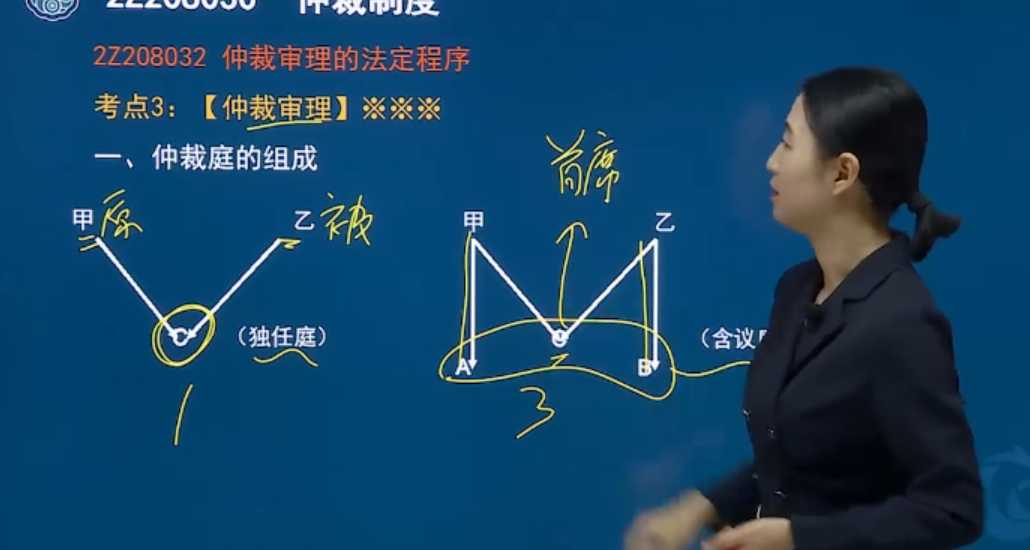 2Z208030 仲裁制度
2Z208032 仲裁审理的法定程序
考点3：【仲裁审理】※※※
一、仲裁庭的组成
首席
甲 原 乙 被 甲 乙
C （独任庭） A C B （合议
1 3